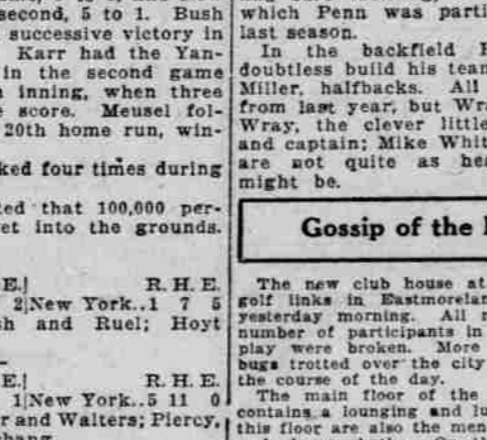 second, 5 to 1. Bush
successive victory in
Karr had the Yan-
in the second game
inning, when three
score. Meusel fol-
20th home run, win-
ked four times during
ted that 100,000 per-
et into the grounds.
E.| R. H. E.
2|New York..1 7 5
sh and Ruel; Hoyt
E.| R. H. E.
1|New York..5 11 0
r and Walters; Piercy,
which Penn was parti
last season.
In the backfield H
doubtless build his tea
Miller, halfbacks. All
from last year, but Wra
Wray, the clever little
and captain; Mike Whit
are not quite as hea
might be.
Gossip of the
The new club house at
golf links in Eastmorelan
yesterday morning. All
number of participants in
play were broken. More
bugs trotted over the city
the course of the day.
The main floor of the
contains a lounging and lu
this floor are also the men